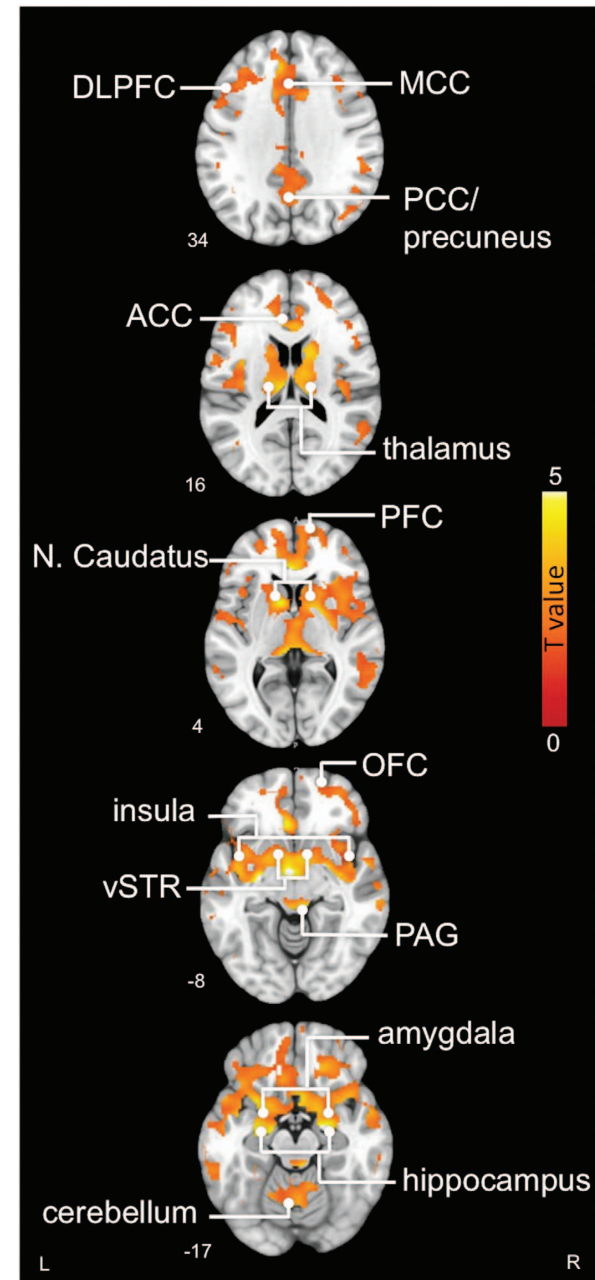 DLPFC
MCC
PCC/
precuneus
34
ACC
thalamus
16
5
PFC
N. Caudatus
T value
4
0
OFC
insula
vSTR
PAG
-8
amygdala
hippocampus
cerebellum
-17
L
R
A
P